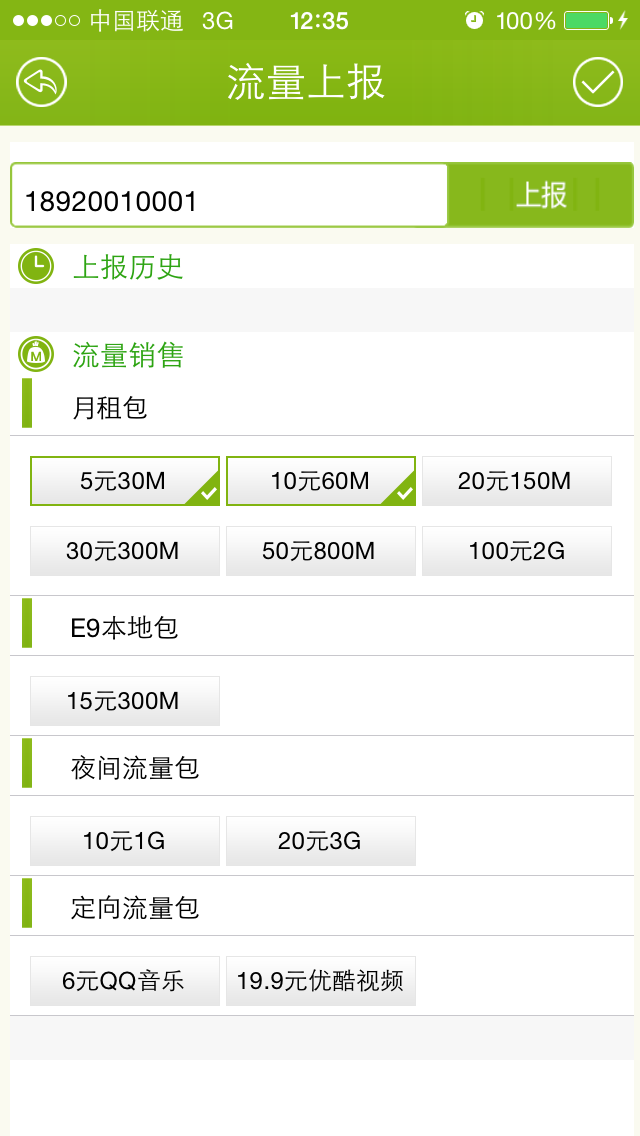 中国联通 3G 12:35 100%
流量上报
18920010001 上报
上报历史
流量销售
月租包
5元30M 10元60M 20元150M
30元300M 50元800M 100元2G
E9本地包
15元300M
夜间流量包
10元1G 20元3G
定向流量包
6元QQ音乐 19.9元优酷视频